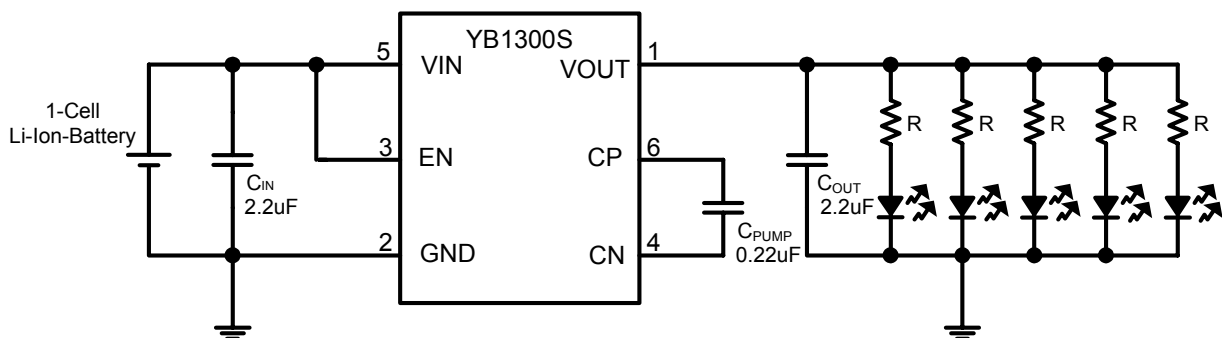 YB1300S
5
VIN
VOUT
1
1-Cell
Li-Ion-Battery
R
R
R
R
R
3
EN
CP
6
CIN
2.2uF
COUT
2.2uF
CPUMP
0.22uF
2
GND
CN
4